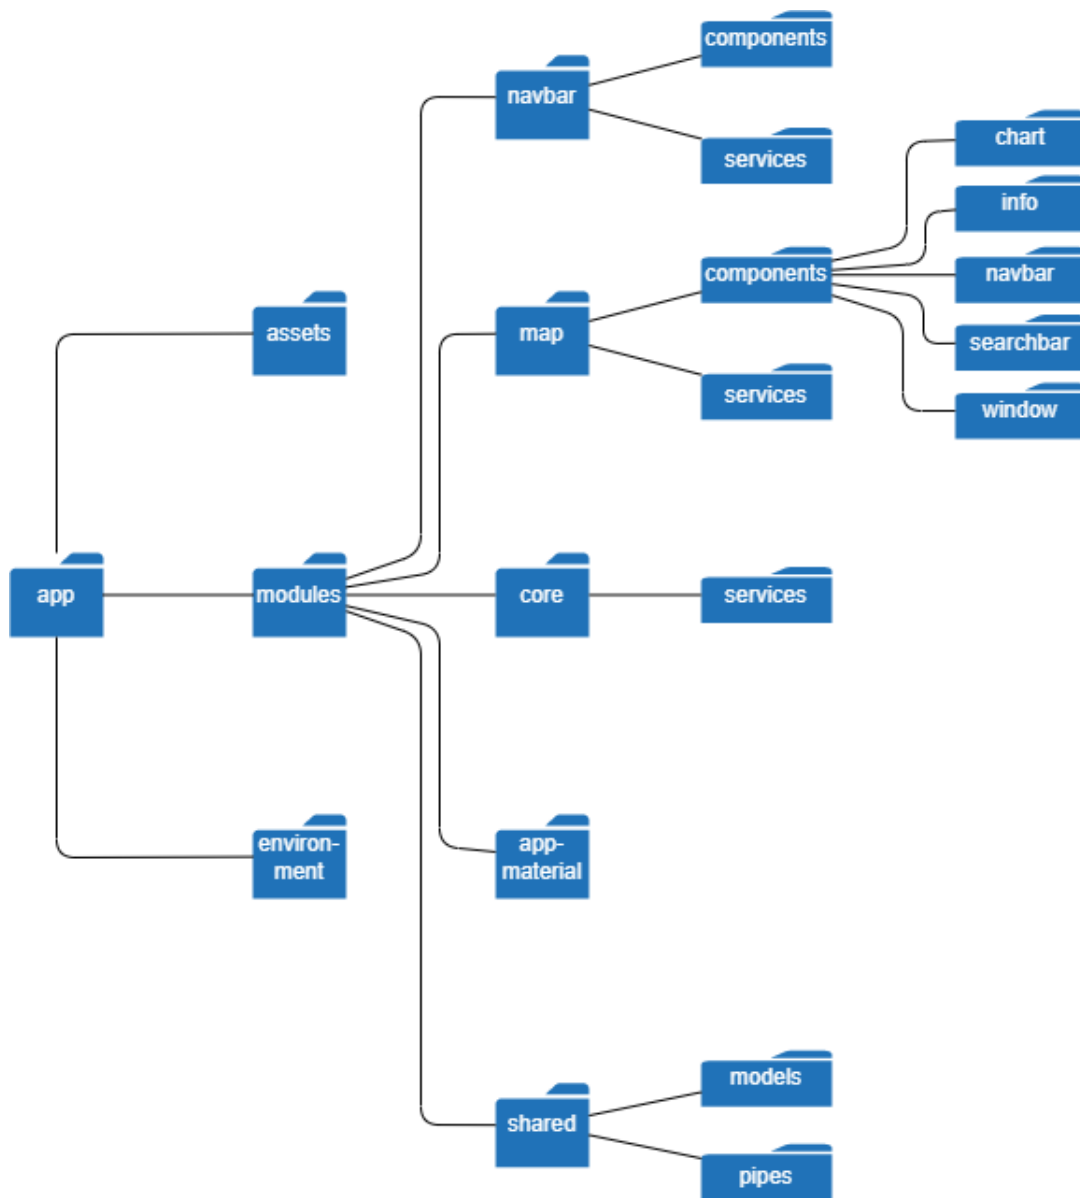 components
navbar
services
chart
info
components
navbar
assets
map
searchbar
services
window
app
modules
core
services
environ-
ment
app-
material
models
shared
pipes